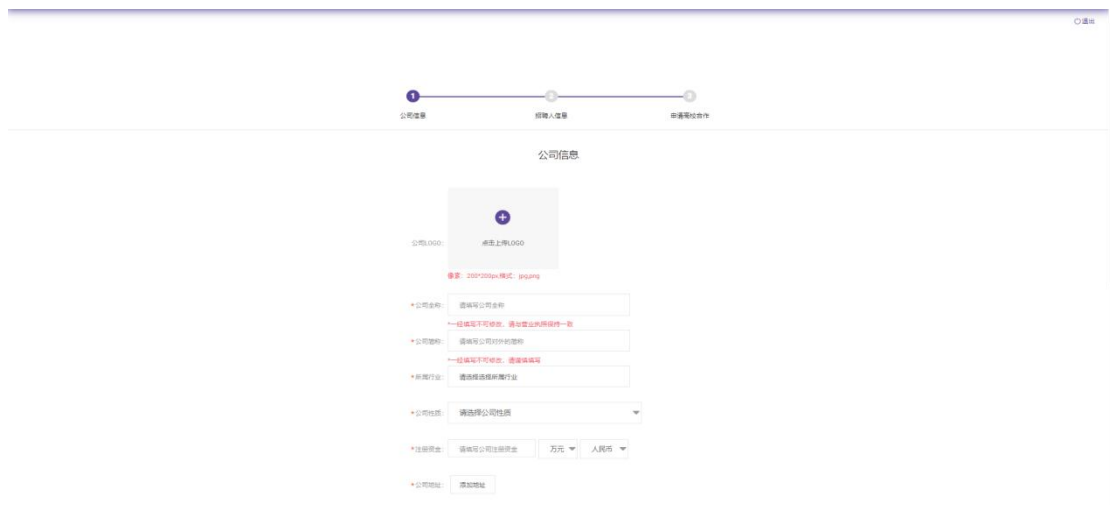 退出
1 2 3
公司信息 招聘人信息 申请高校合作
公司信息
公司LOGO: 点击上传LOGO
像素：200*200px,格式：jpg,png
*公司全称: 请填写公司全称
*一经填写不可修改，请与营业执照保持一致
*公司简称: 请填写公司对外的简称
*一经填写不可修改，请谨慎填写
*所属行业: 请选择选择所属行业
*公司性质: 请选择公司性质
*注册资金: 请填写公司注册资金 万元 人民币
*公司地址: 添加地址